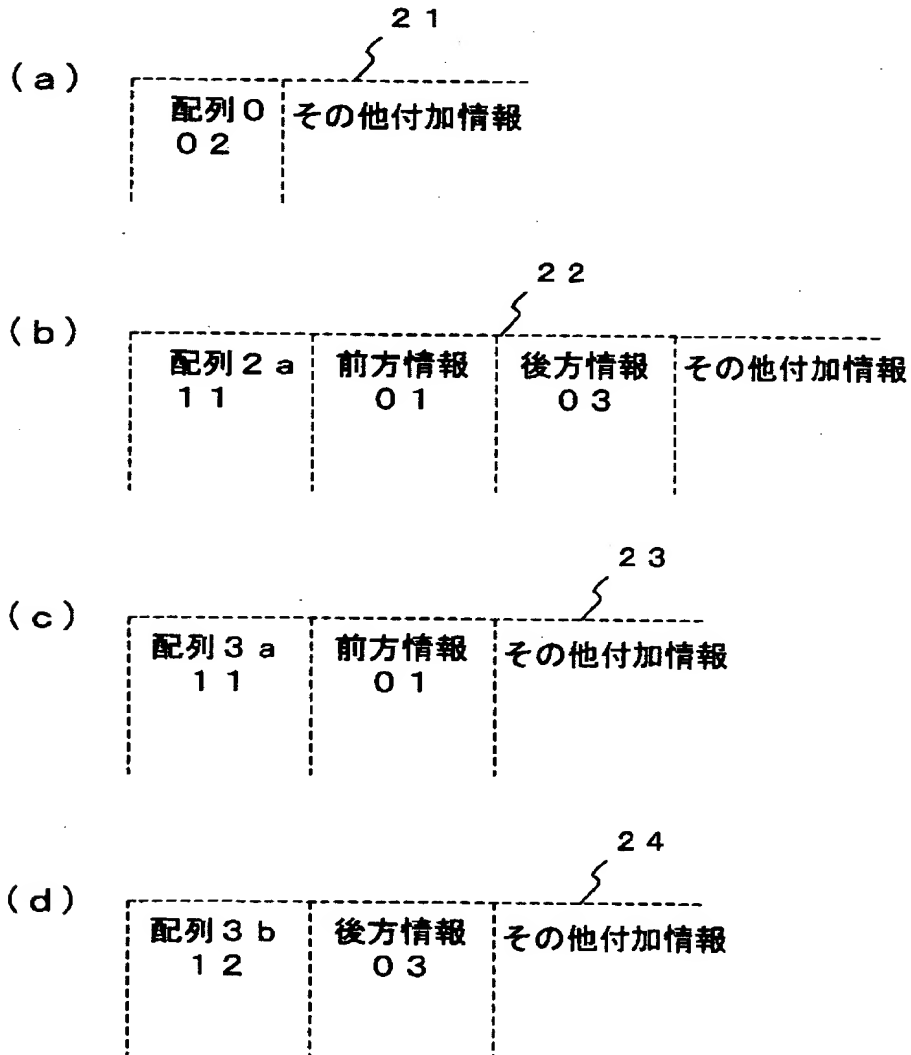 ２１
（ａ）
配列０ その他付加情報
０２
２２
（ｂ）
配列２ａ 前方情報 後方情報 その他付加情報
１１ ０１ ０３
２３
（ｃ）
配列３ａ 前方情報 その他付加情報
１１ ０１
２４
（ｄ）
配列３ｂ 後方情報 その他付加情報
１２ ０３